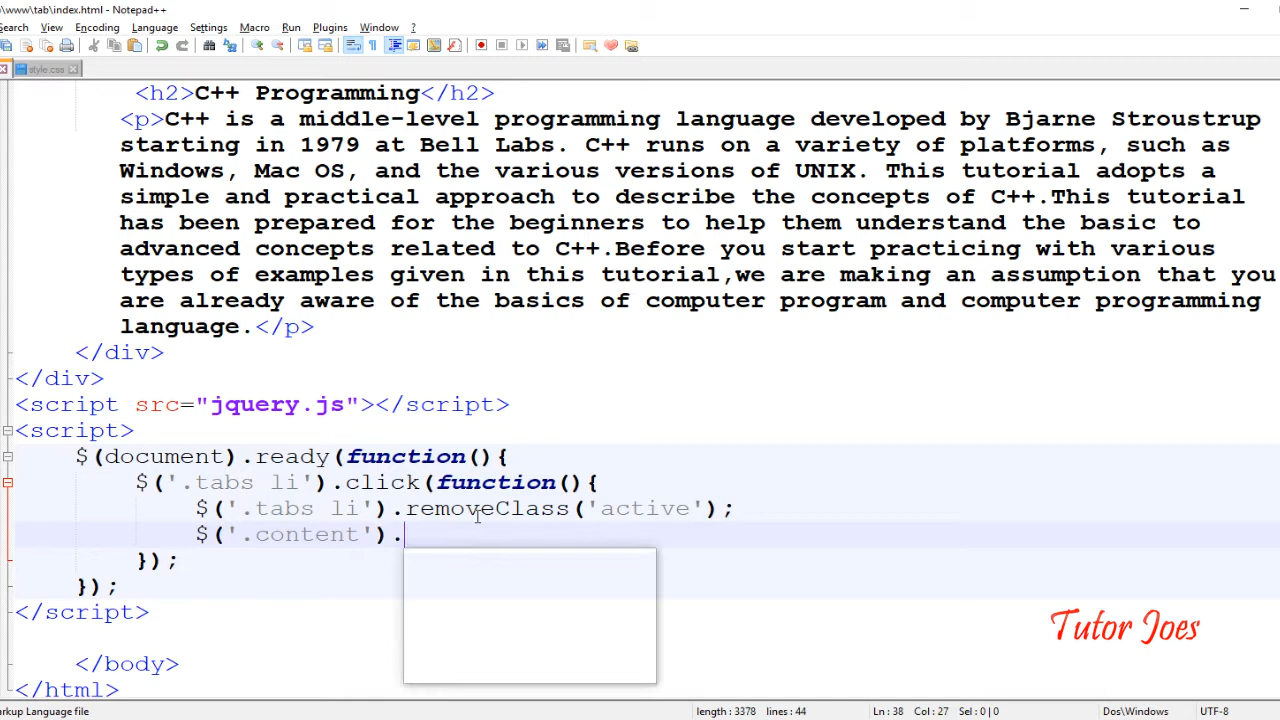 \www\tab\index.html - Notepad++
Search View Encoding Language Settings Macro Run Plugins Window ?
style.css
<h2>C++ Programming</h2>
<p>C++ is a middle-level programming language developed by Bjarne Stroustrup
starting in 1979 at Bell Labs. C++ runs on a variety of platforms, such as
Windows, Mac OS, and the various versions of UNIX. This tutorial adopts a
simple and practical approach to describe the concepts of C++.This tutorial
has been prepared for the beginners to help them understand the basic to
advanced concepts related to C++.Before you start practicing with various
types of examples given in this tutorial,we are making an assumption that you
are already aware of the basics of computer program and computer programming
language.</p>
</div>
</div>
<script src="jquery.js"></script>
<script>
$(document).ready(function(){
$('.tabs li').click(function(){
$('.tabs li').removeClass('active');
$('.content').
});
});
</script>
Tutor Joes
</body>
</html>
arkup Language file length : 3378 lines : 44 Ln : 38 Col : 27 Sel : 0 | 0 Dos\Windows UTF-8